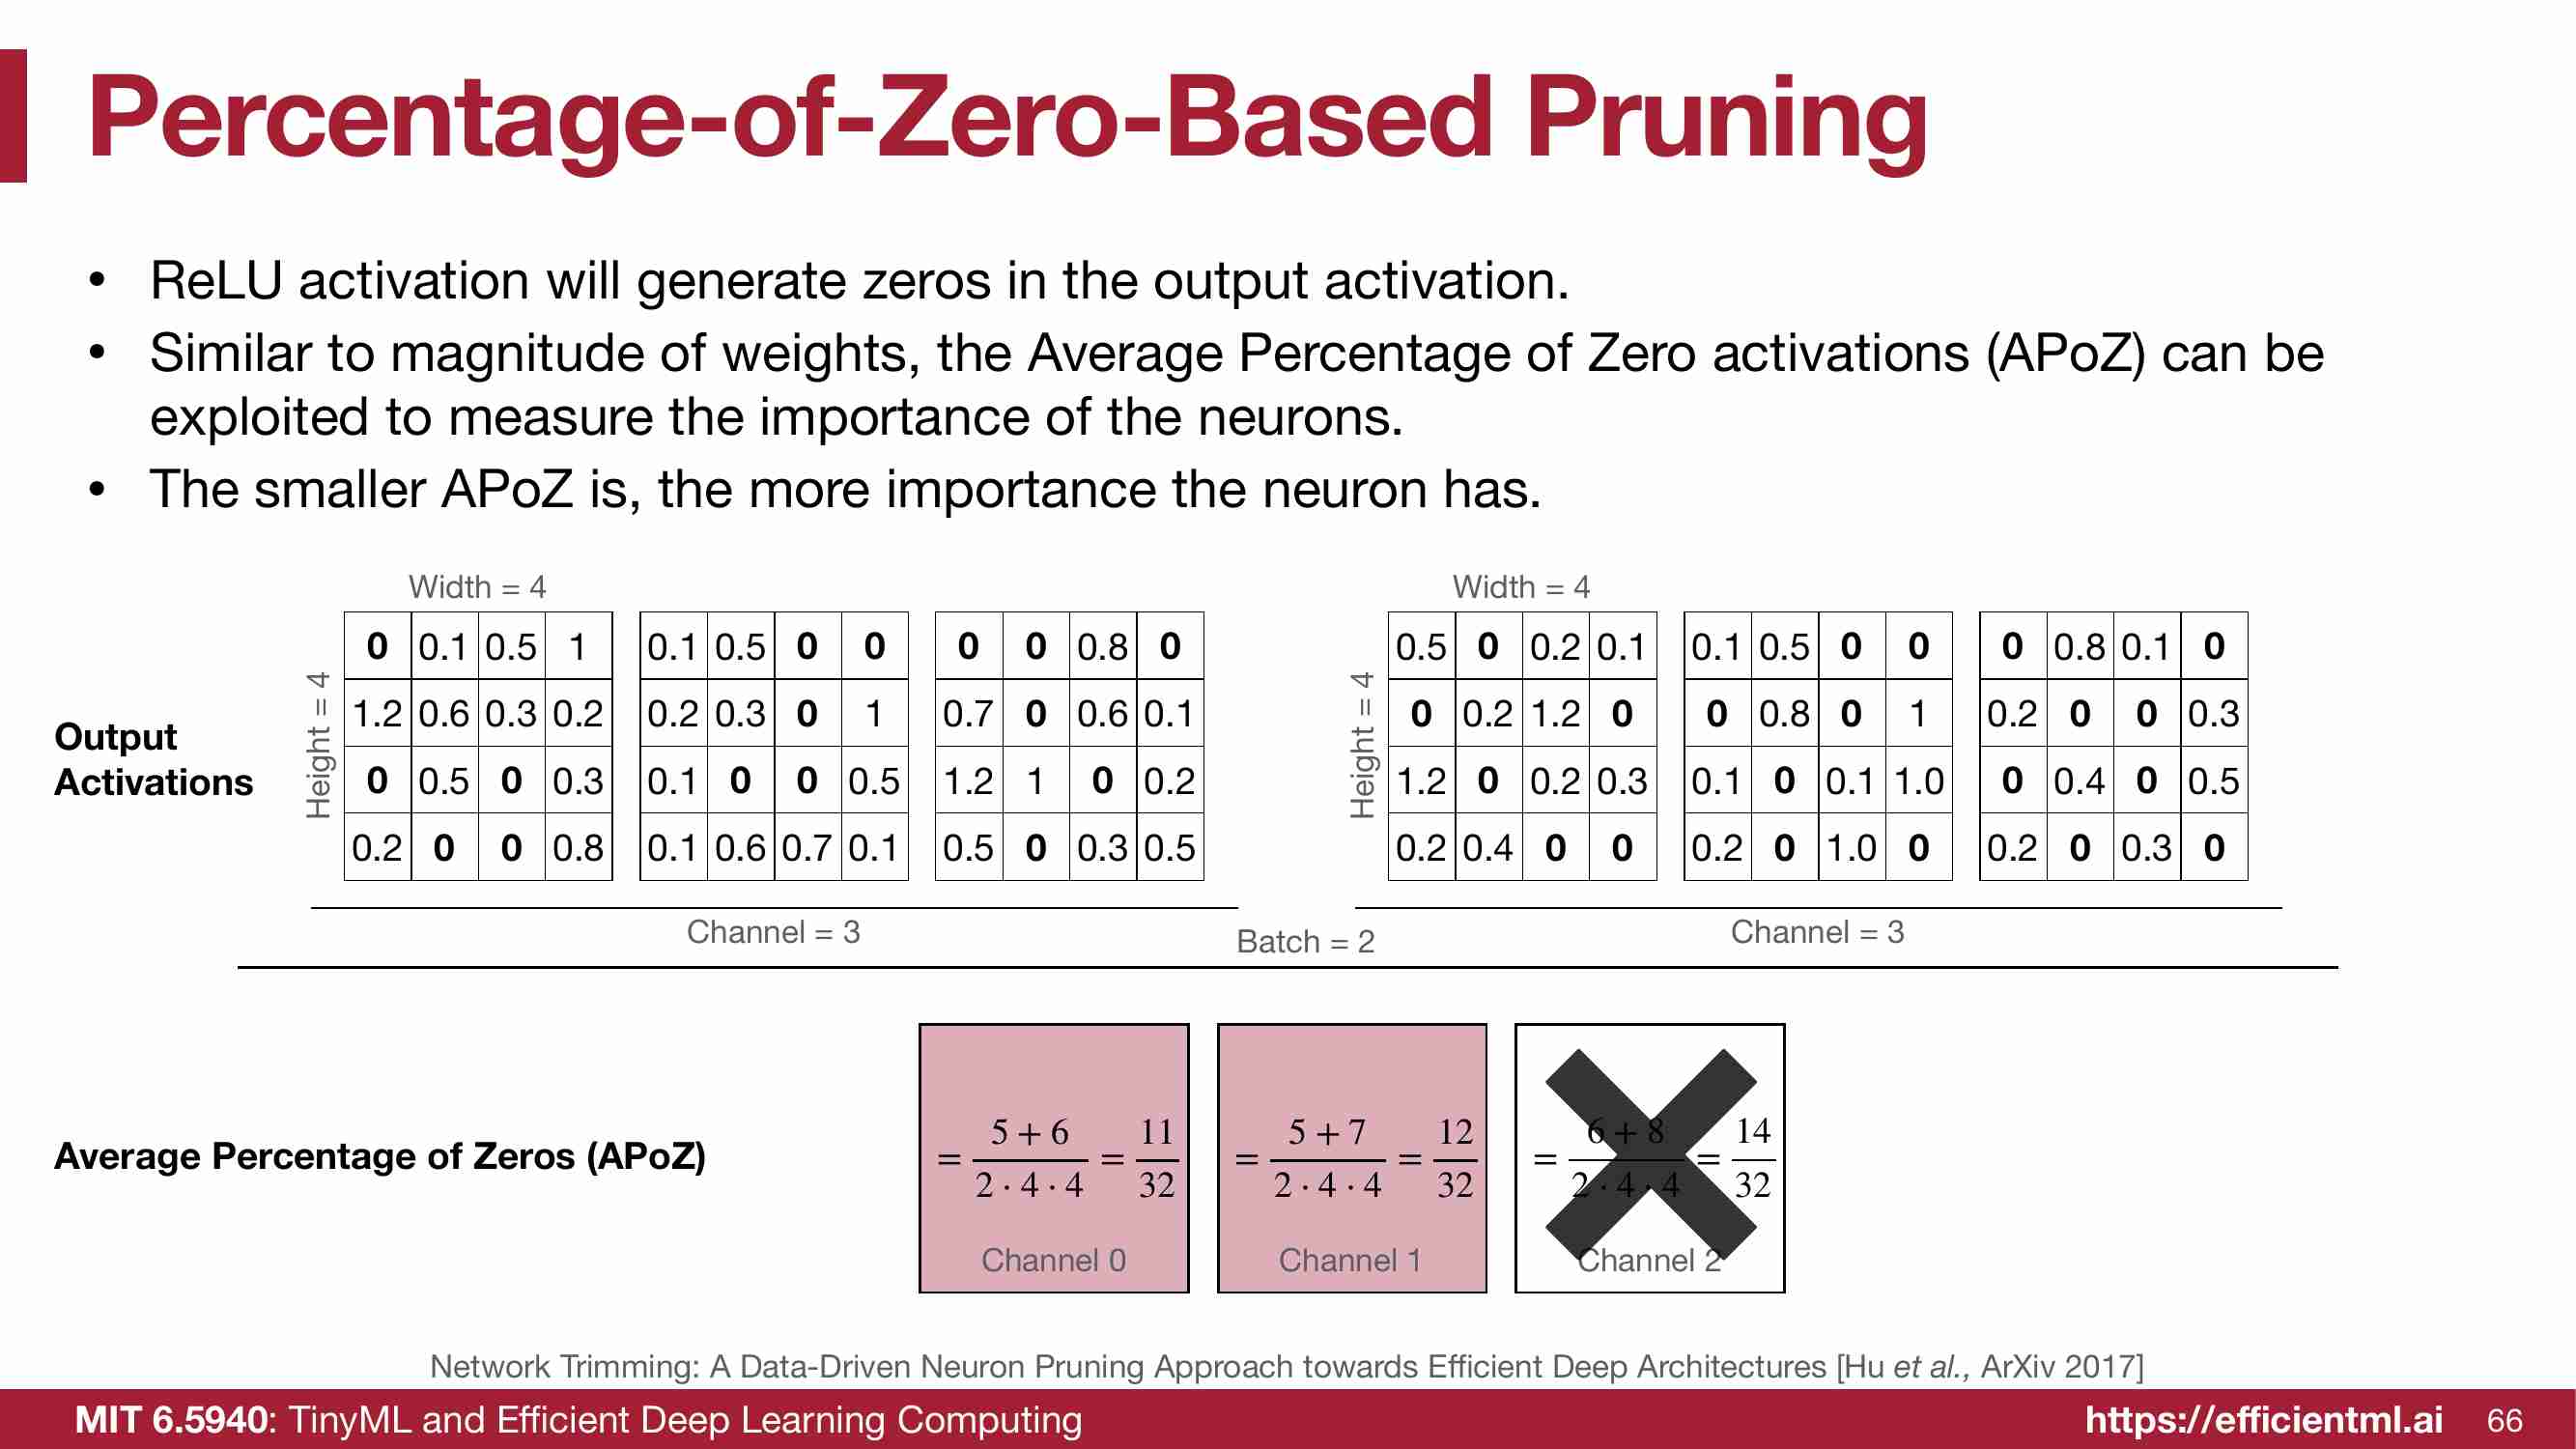 Percentage-of-Zero-Based Pruning
• ReLU activation will generate zeros in the output activation.
• Similar to magnitude of weights, the Average Percentage of Zero activations (APoZ) can be
exploited to measure the importance of the neurons.
• The smaller APoZ is, the more importance the neuron has.
Width = 4
Width = 4
Output
Activations
Height = 4
0 0.1 0.5 1
1.2 0.6 0.3 0.2
0 0.5 0 0.3
0.2 0 0 0.8
0.1 0.5 0 0
0.2 0.3 0 1
0.1 0 0 0.5
0.1 0.6 0.7 0.1
0 0 0.8 0
0.7 0 0.6 0.1
1.2 1 0 0.2
0.5 0 0.3 0.5
Channel = 3
Height = 4
0.5 0 0.2 0.1
0 0.2 1.2 0
1.2 0 0.2 0.3
0.2 0.4 0 0
0.1 0.5 0 0
0 0.8 0 1
0.1 0 0.1 1.0
0.2 0 1.0 0
0 0.8 0.1 0
0.2 0 0 0.3
0 0.4 0 0.5
0.2 0 0.3 0
Channel = 3
Batch = 2
Average Percentage of Zeros (APoZ)
= 5 + 6 / 2 · 4 · 4 = 11 / 32
Channel 0
= 5 + 7 / 2 · 4 · 4 = 12 / 32
Channel 1
= 6 + 8 / 2 · 4 · 4 = 14 / 32
Channel 2
Network Trimming: A Data-Driven Neuron Pruning Approach towards Efficient Deep Architectures [Hu et al., ArXiv 2017]
MIT 6.5940: TinyML and Efficient Deep Learning Computing
https://efficientml.ai 66